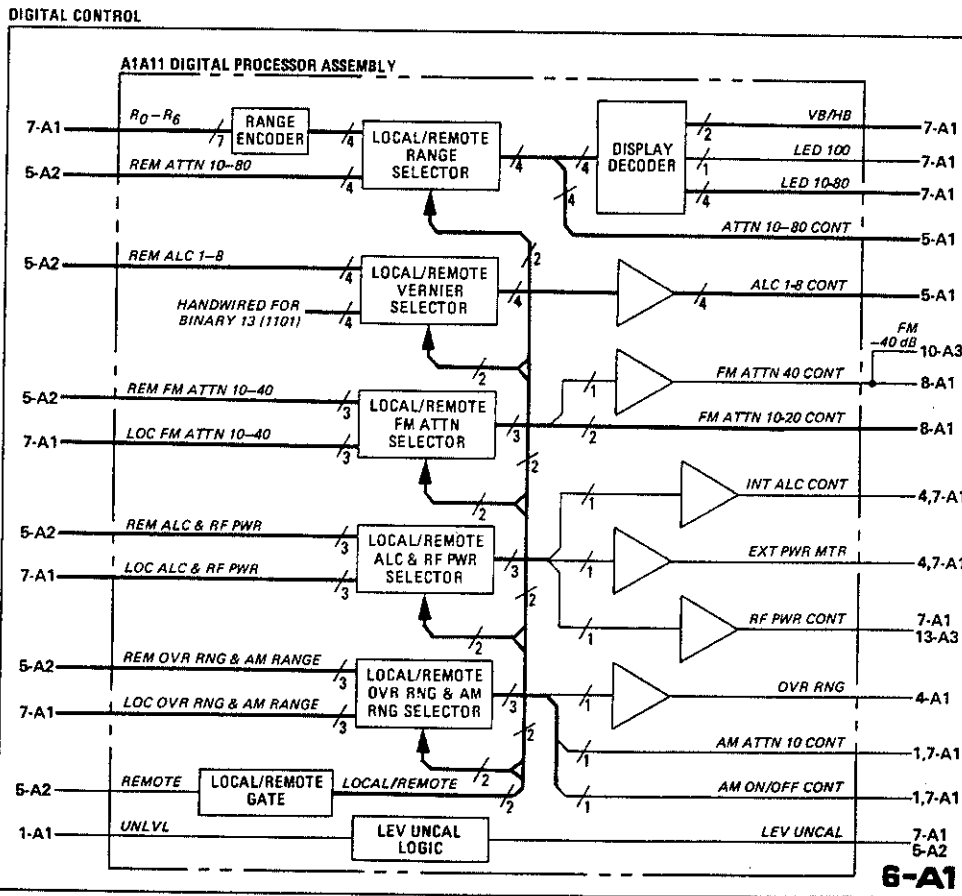 DIGITAL CONTROL
A1A11 DIGITAL PROCESSOR ASSEMBLY
7-A1
R0–R6
7
RANGE
ENCODER
4
5-A2
REM ATTN 10–80
4
LOCAL/REMOTE
RANGE
SELECTOR
4
4
4
DISPLAY
DECODER
2
VB/HB
7-A1
1
LED 100
7-A1
4
LED 10-80
7-A1
ATTN 10–80 CONT
5-A1
2
5-A2
REM ALC 1–8
4
HANDWIRED FOR
BINARY 13 (1101)
4
LOCAL/REMOTE
VERNIER
SELECTOR
4
4
ALC 1-8 CONT
5-A1
2
FM
–40 dB
10-A3
5-A2
REM FM ATTN 10–40
3
7-A1
LOC FM ATTN 10–40
3
LOCAL/REMOTE
FM ATTN
SELECTOR
3
1
FM ATTN 40 CONT
8-A1
2
FM ATTN 10-20 CONT
8-A1
2
2
5-A2
REM ALC & RF PWR
3
7-A1
LOC ALC & RF PWR
3
LOCAL/REMOTE
ALC & RF PWR
SELECTOR
3
1
INT ALC CONT
4,7-A1
1
EXT PWR MTR
4,7-A1
1
RF PWR CONT
7-A1
13-A3
2
2
5-A2
REM OVR RNG & AM RANGE
3
7-A1
LOC OVR RNG & AM RANGE
3
LOCAL/REMOTE
OVR RNG & AM
RNG SELECTOR
3
1
OVR RNG
4-A1
2
1
AM ATTN 10 CONT
1,7-A1
2
1
AM ON/OFF CONT
1,7-A1
5-A2
REMOTE
LOCAL/REMOTE
GATE
LOCAL/REMOTE
2
1-A1
UNLVL
LEV UNCAL
LOGIC
LEV UNCAL
7-A1
5-A2
6-A1